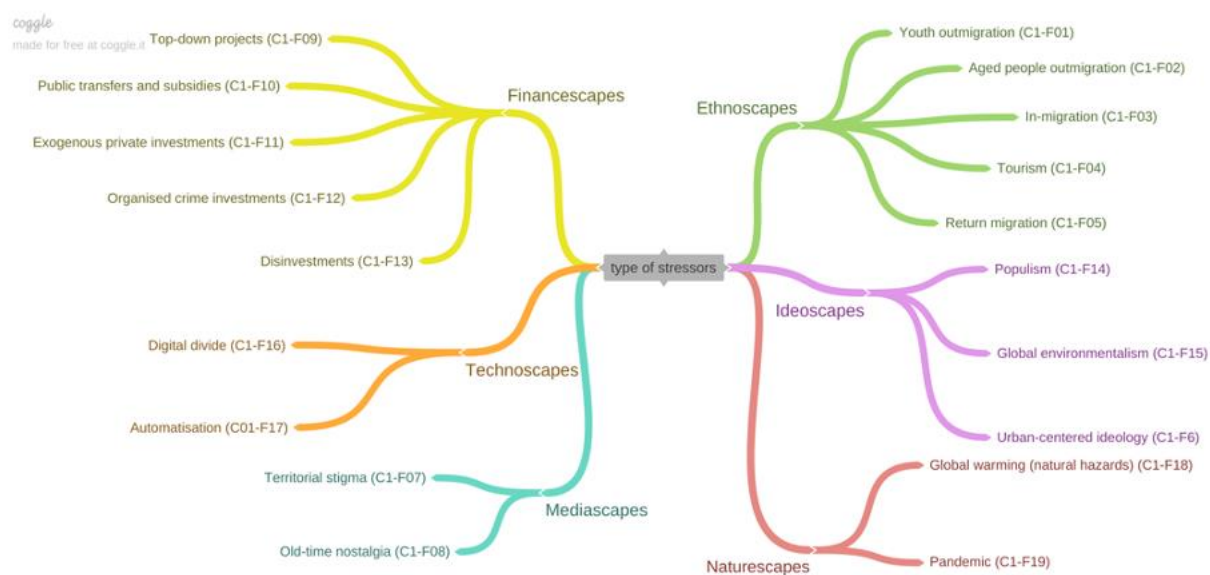 coggle
made for free at coggle.it
Top-down projects (C1-F09)
Public transfers and subsidies (C1-F10)
Exogenous private investments (C1-F11)
Organised crime investments (C1-F12)
Disinvestments (C1-F13)
Financescapes
Digital divide (C1-F16)
Automatisation (C01-F17)
Technoscapes
Territorial stigma (C1-F07)
Old-time nostalgia (C1-F08)
Mediascapes
type of stressors
Ethnoscapes
Youth outmigration (C1-F01)
Aged people outmigration (C1-F02)
In-migration (C1-F03)
Tourism (C1-F04)
Return migration (C1-F05)
Ideoscapes
Populism (C1-F14)
Global environmentalism (C1-F15)
Urban-centered ideology (C1-F6)
Naturescapes
Global warming (natural hazards) (C1-F18)
Pandemic (C1-F19)